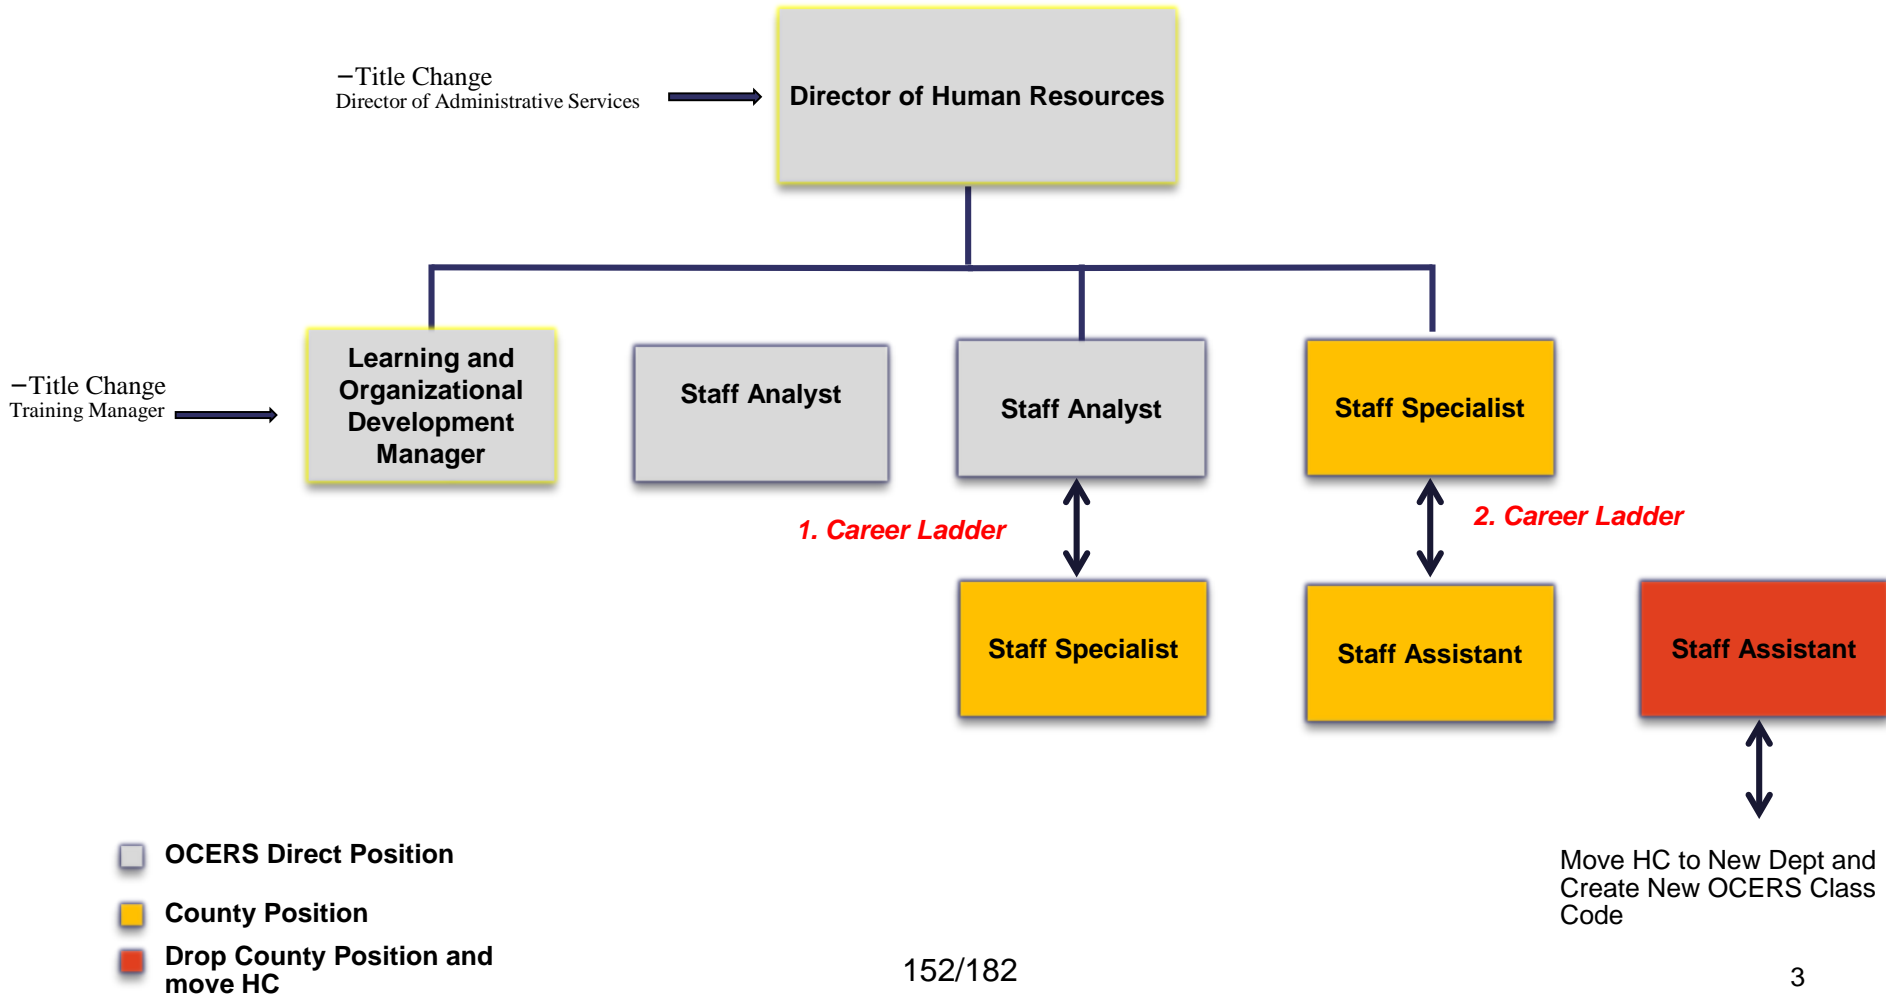 –Title Change
Director of Administrative Services
Director of Human Resources
–Title Change
Training Manager
Learning and
Organizational
Development
Manager
Staff Analyst
Staff Analyst
Staff Specialist
1. Career Ladder
2. Career Ladder
Staff Specialist
Staff Assistant
Staff Assistant
Move HC to New Dept and
Create New OCERS Class
Code
OCERS Direct Position
County Position
Drop County Position and
move HC
152/182
3